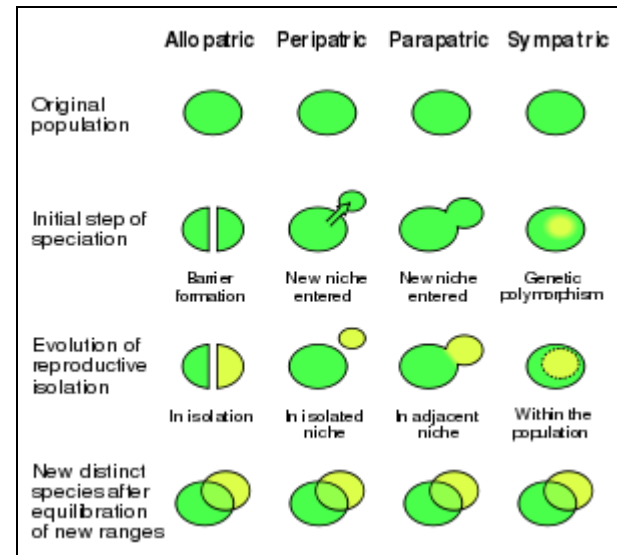 Allopatric Peripatric Parapatric Sympatric
Original
population
Initial step of
speciation
Barrier
formation
New niche
entered
New niche
entered
Genetic
polymorphism
Evolution of
reproductive
isolation
In isolation
In isolated
niche
In adjacent
niche
Within the
population
New distinct
species after
equilibration
of new ranges